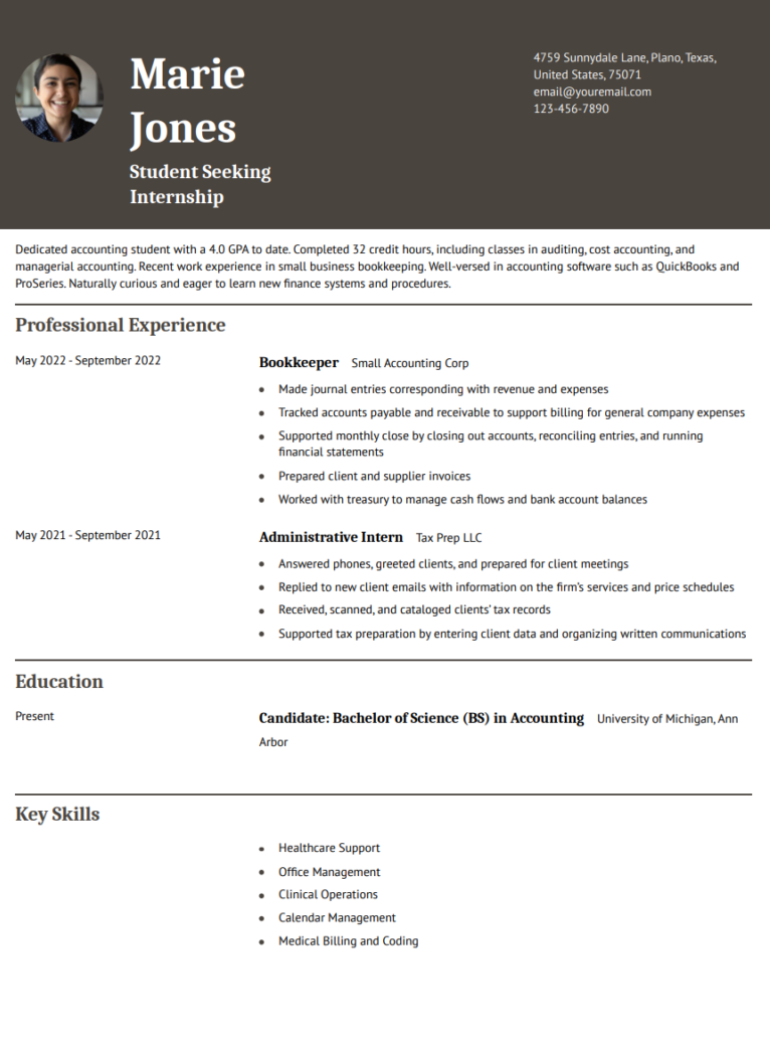 Marie
Jones
Student Seeking
Internship
4759 Sunnydale Lane, Plano, Texas,
United States, 75071
email@youremail.com
123-456-7890
Dedicated accounting student with a 4.0 GPA to date. Completed 32 credit hours, including classes in auditing, cost accounting, and
managerial accounting. Recent work experience in small business bookkeeping. Well-versed in accounting software such as QuickBooks and
ProSeries. Naturally curious and eager to learn new finance systems and procedures.
Professional Experience
May 2022 - September 2022
Bookkeeper Small Accounting Corp
• Made journal entries corresponding with revenue and expenses
• Tracked accounts payable and receivable to support billing for general company expenses
• Supported monthly close by closing out accounts, reconciling entries, and running
financial statements
• Prepared client and supplier invoices
• Worked with treasury to manage cash flows and bank account balances
May 2021 - September 2021
Administrative Intern Tax Prep LLC
• Answered phones, greeted clients, and prepared for client meetings
• Replied to new client emails with information on the firm's services and price schedules
• Received, scanned, and cataloged clients' tax records
• Supported tax preparation by entering client data and organizing written communications
Education
Present
Candidate: Bachelor of Science (BS) in Accounting University of Michigan, Ann
Arbor
Key Skills
• Healthcare Support
• Office Management
• Clinical Operations
• Calendar Management
• Medical Billing and Coding